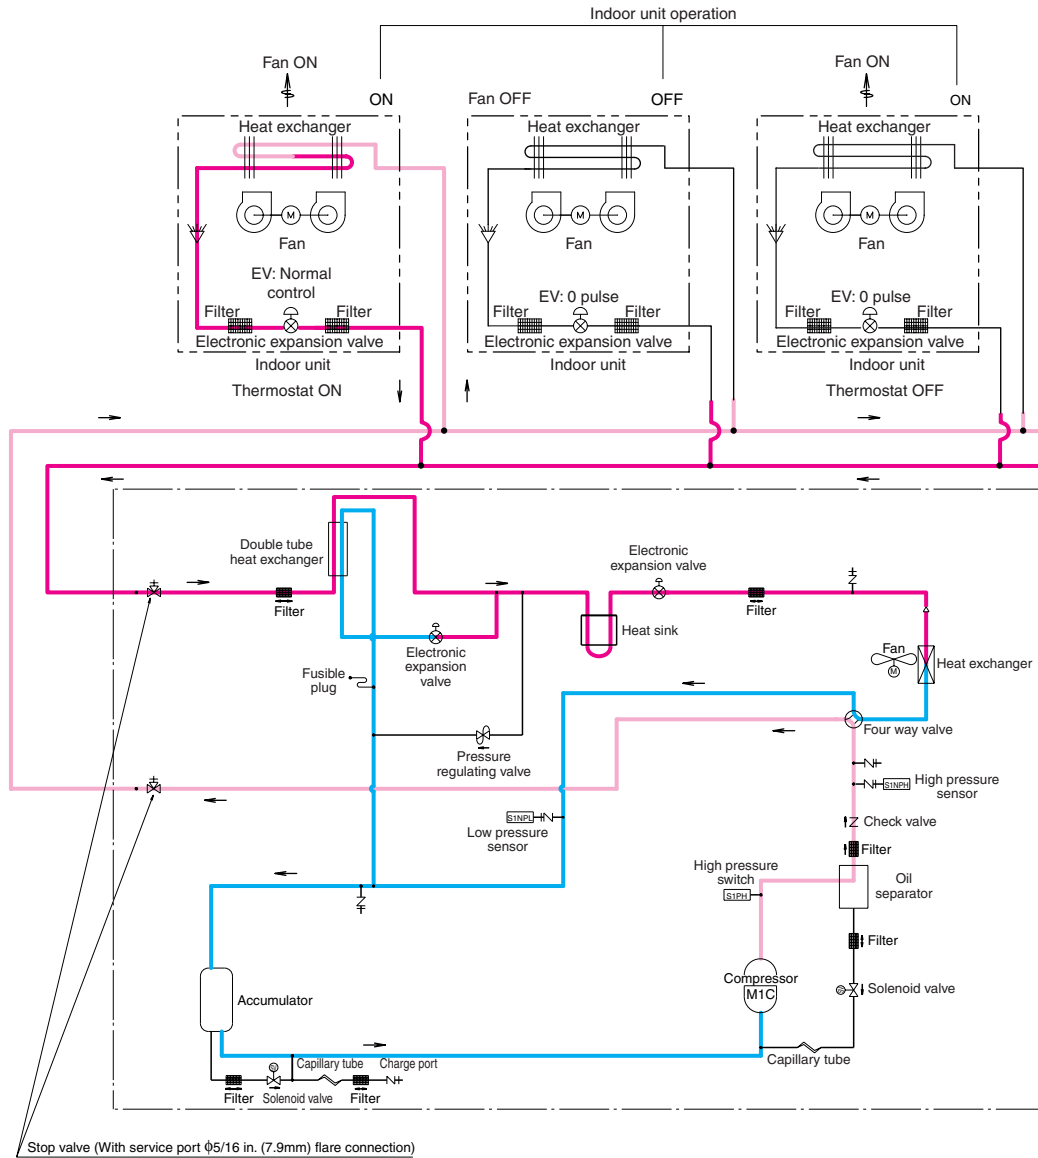 Indoor unit operation
Fan ON
Fan OFF
Fan ON
ON
OFF
ON
Heat exchanger
Heat exchanger
Heat exchanger
M
M
M
Fan
Fan
Fan
EV: Normal
control
EV: 0 pulse
EV: 0 pulse
Filter
Filter
Filter
Filter
Filter
Filter
Electronic expansion valve
Electronic expansion valve
Electronic expansion valve
Indoor unit
Indoor unit
Indoor unit
Thermostat ON
Thermostat OFF
Double tube
heat exchanger
Electronic
expansion valve
Filter
Filter
Heat sink
Electronic
expansion
valve
Fan
M
Heat exchanger
Fusible
plug
Four way valve
Pressure
regulating valve
S1NPH
High pressure
sensor
S1NPL
Low pressure
sensor
Check valve
Filter
High pressure
switch
S1PH
Oil
separator
Filter
Compressor
M1C
Solenoid valve
Accumulator
Capillary tube
Capillary tube
Charge port
Filter
Solenoid valve
Filter
Stop valve (With service port ϕ5/16 in. (7.9mm) flare connection)